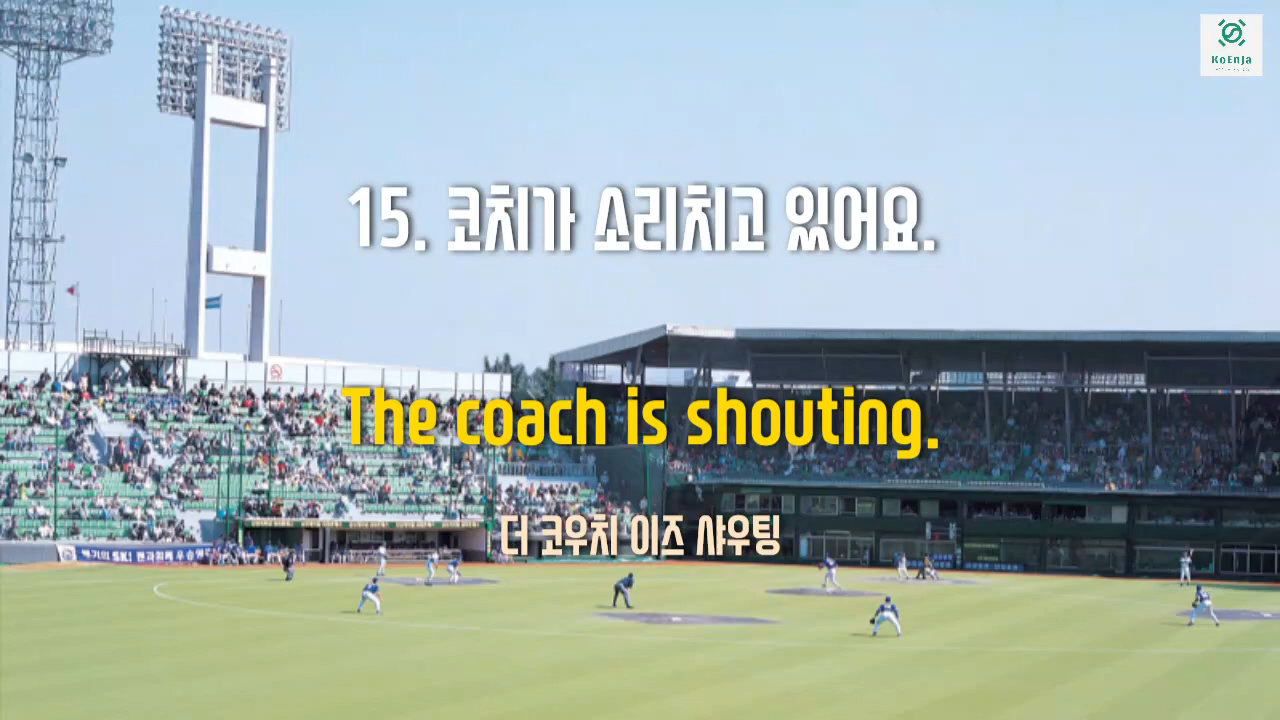 KoEnJa
15. 코치가 소리치고 있어요.
The coach is shouting.
더 코우치 이즈 샤우팅